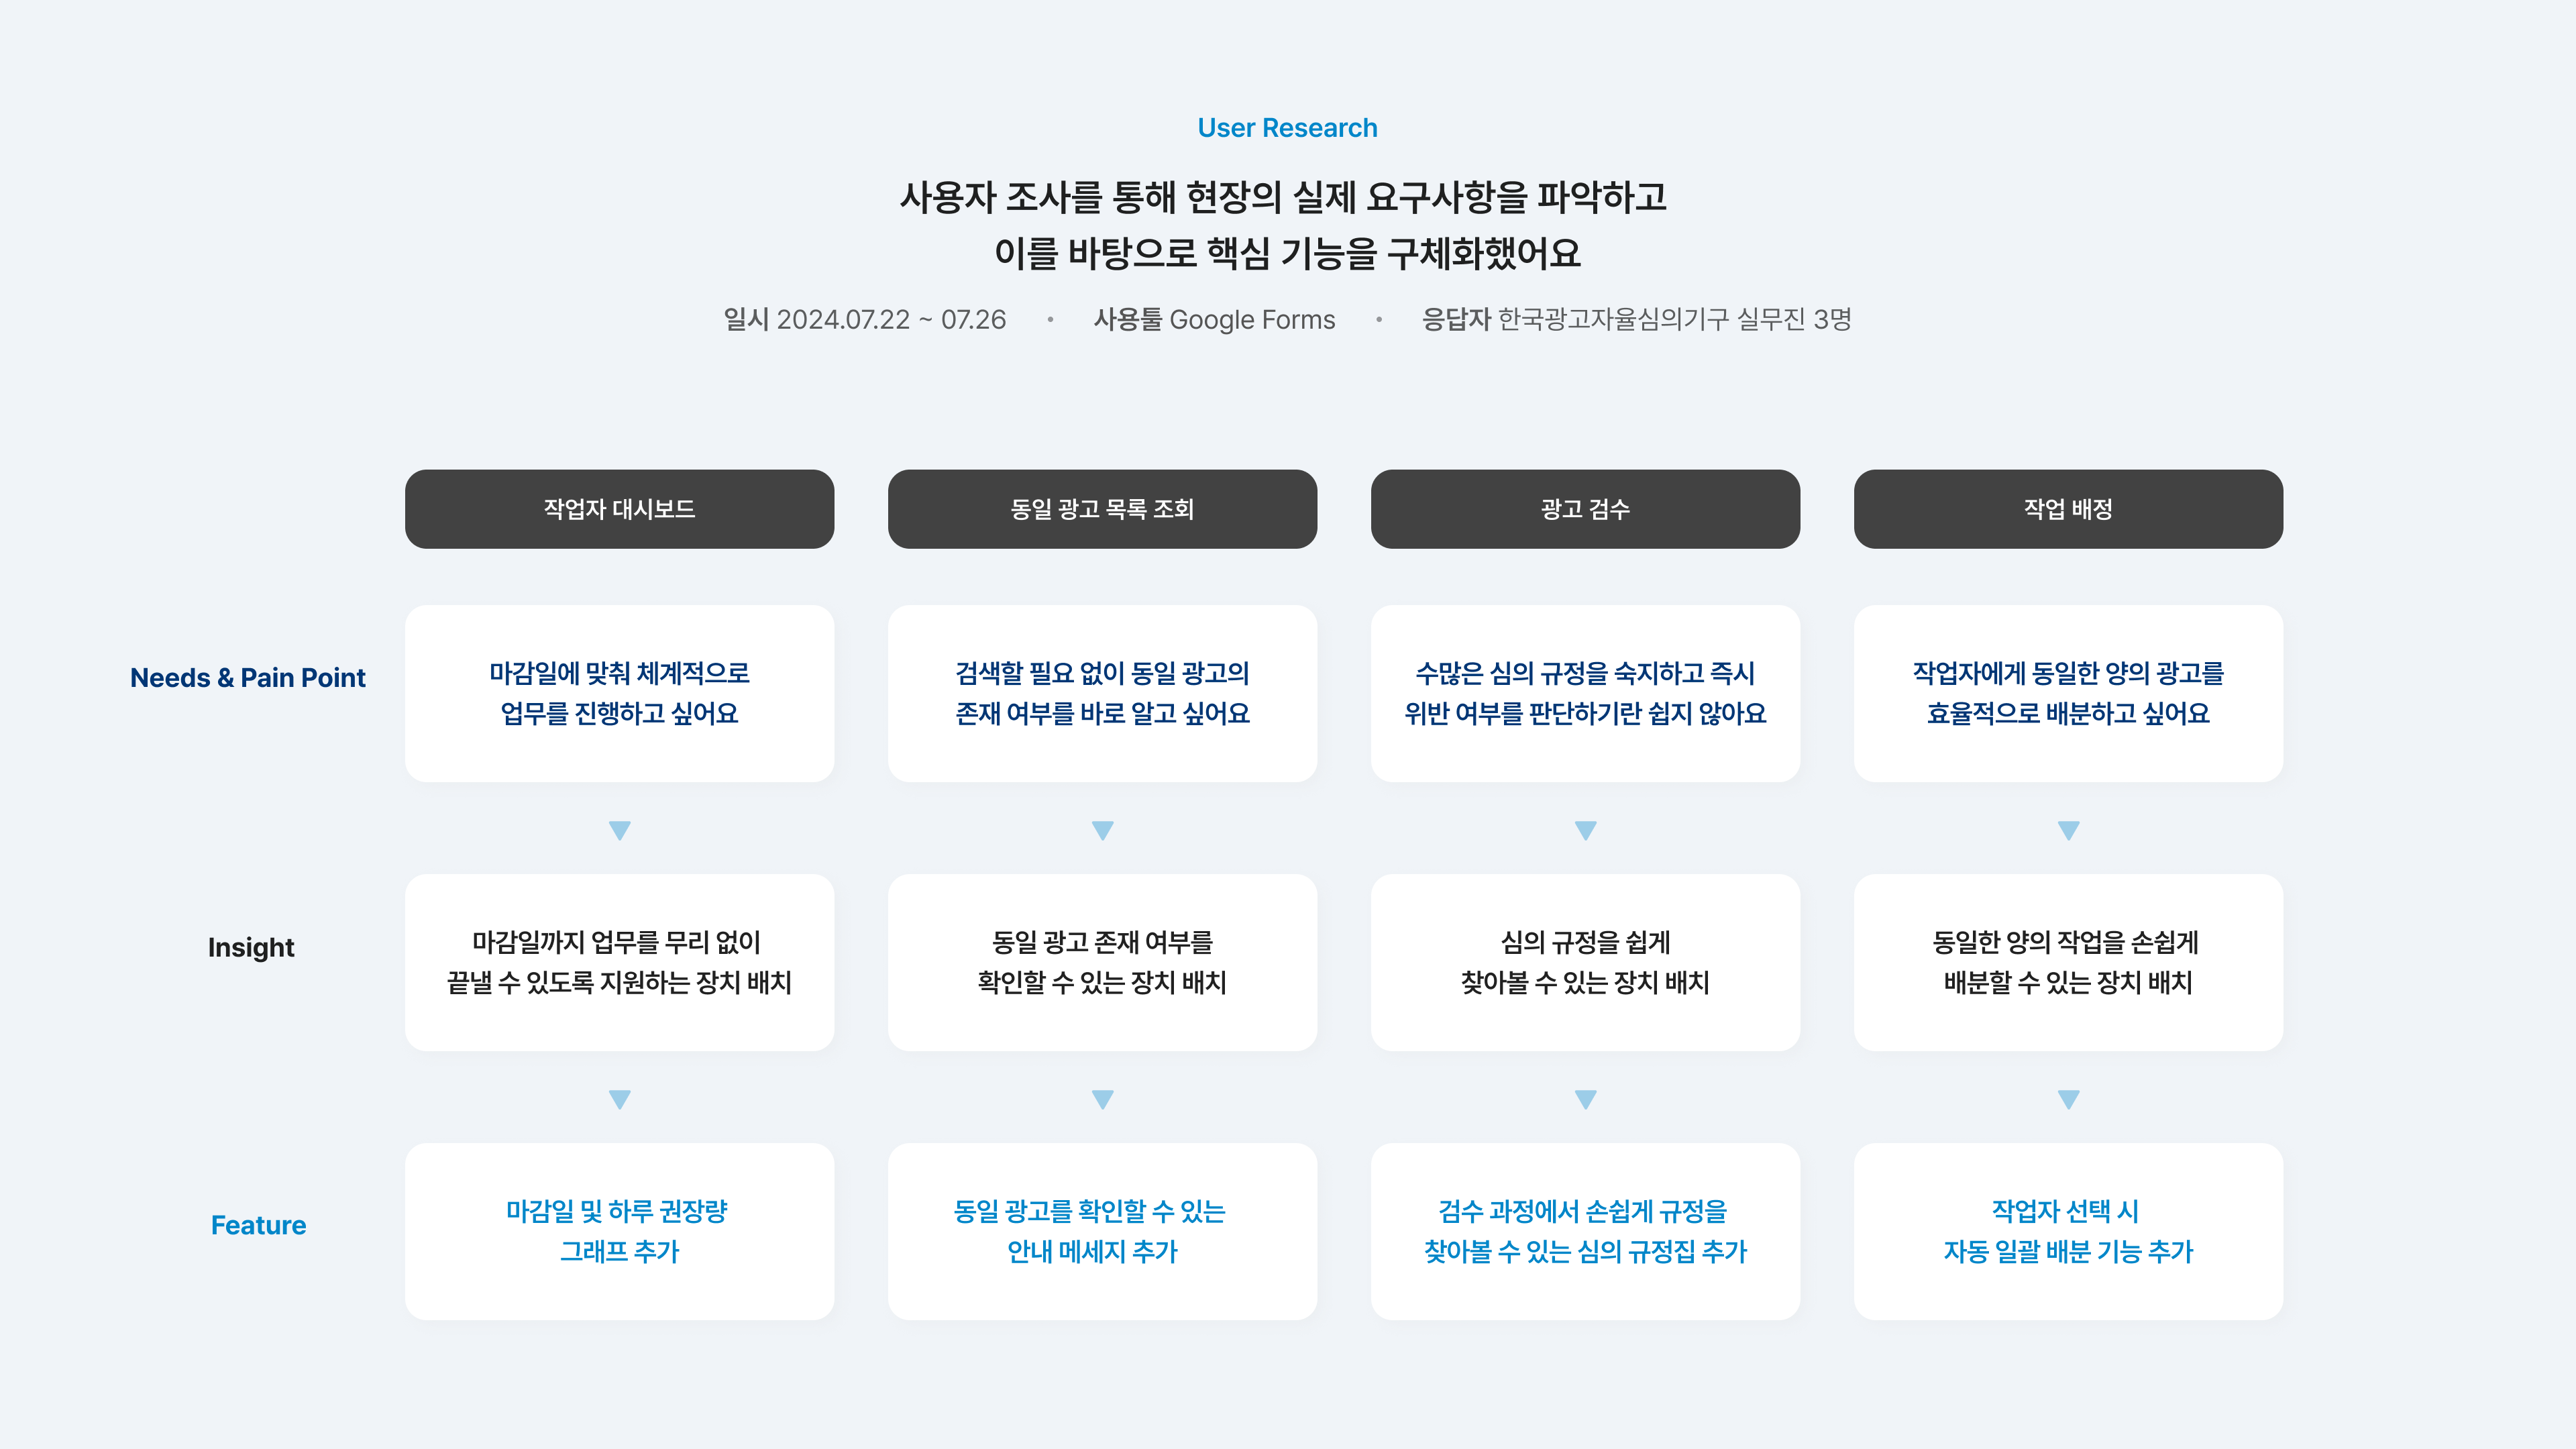 User Research
사용자 조사를 통해 현장의 실제 요구사항을 파악하고
이를 바탕으로 핵심 기능을 구체화했어요
일시 2024.07.22 ~ 07.26 • 사용툴 Google Forms • 응답자 한국광고자율심의기구 실무진 3명
작업자 대시보드
동일 광고 목록 조회
광고 검수
작업 배정
Needs & Pain Point
마감일에 맞춰 체계적으로
업무를 진행하고 싶어요
검색할 필요 없이 동일 광고의
존재 여부를 바로 알고 싶어요
수많은 심의 규정을 숙지하고 즉시
위반 여부를 판단하기란 쉽지 않아요
작업자에게 동일한 양의 광고를
효율적으로 배분하고 싶어요
Insight
마감일까지 업무를 무리 없이
끝낼 수 있도록 지원하는 장치 배치
동일 광고 존재 여부를
확인할 수 있는 장치 배치
심의 규정을 쉽게
찾아볼 수 있는 장치 배치
동일한 양의 작업을 손쉽게
배분할 수 있는 장치 배치
Feature
마감일 및 하루 권장량
그래프 추가
동일 광고를 확인할 수 있는
안내 메세지 추가
검수 과정에서 손쉽게 규정을
찾아볼 수 있는 심의 규정집 추가
작업자 선택 시
자동 일괄 배분 기능 추가